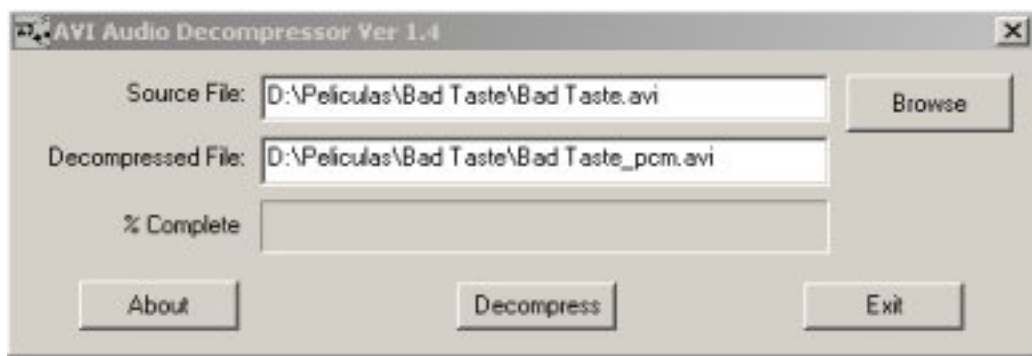 AVI Audio Decompressor Ver 1.4
Source File: D:\Peliculas\Bad Taste\Bad Taste.avi Browse
Decompressed File: D:\Peliculas\Bad Taste\Bad Taste_pcm.avi
% Complete
About Decompress Exit